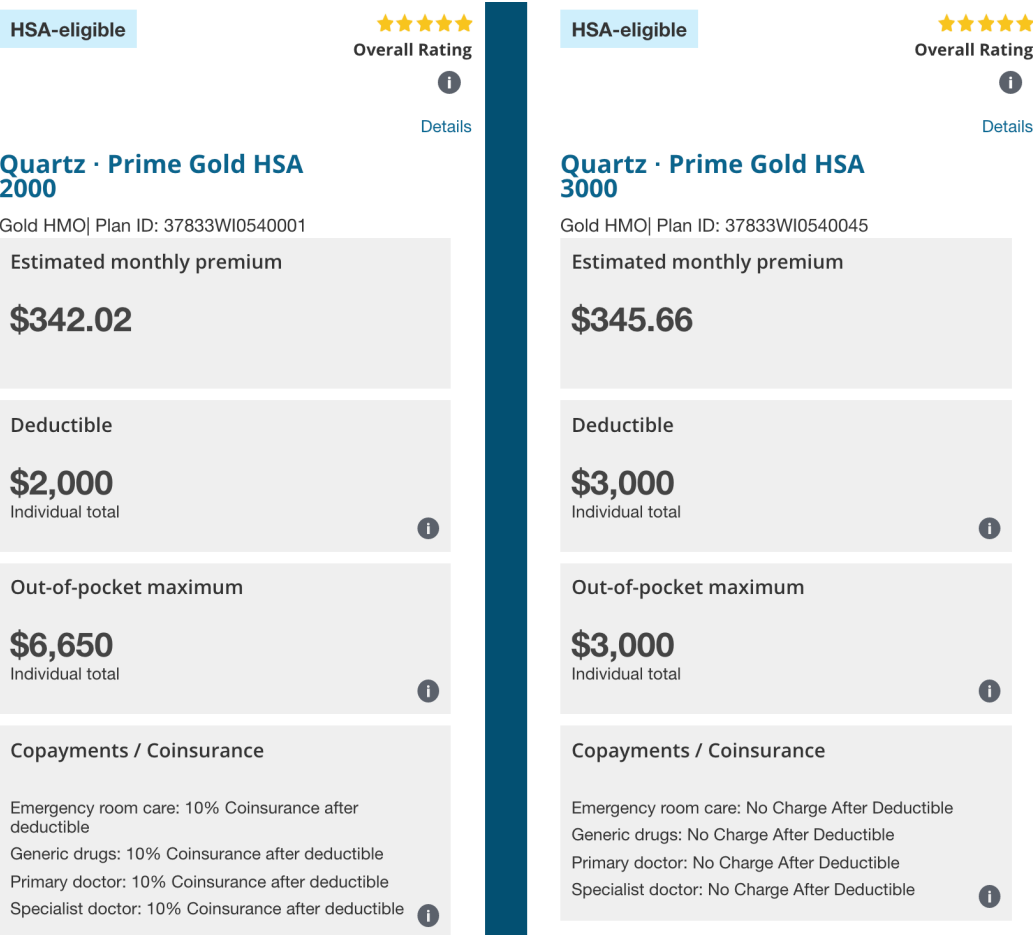 HSA-eligible
Overall Rating
i
Details
Quartz · Prime Gold HSA
2000
Gold HMO| Plan ID: 37833WI0540001
Estimated monthly premium
$342.02
Deductible
$2,000
Individual total
i
Out-of-pocket maximum
$6,650
Individual total
i
Copayments / Coinsurance
Emergency room care: 10% Coinsurance after
deductible
Generic drugs: 10% Coinsurance after deductible
Primary doctor: 10% Coinsurance after deductible
Specialist doctor: 10% Coinsurance after deductible
i
HSA-eligible
Overall Rating
i
Details
Quartz · Prime Gold HSA
3000
Gold HMO| Plan ID: 37833WI0540045
Estimated monthly premium
$345.66
Deductible
$3,000
Individual total
i
Out-of-pocket maximum
$3,000
Individual total
i
Copayments / Coinsurance
Emergency room care: No Charge After Deductible
Generic drugs: No Charge After Deductible
Primary doctor: No Charge After Deductible
Specialist doctor: No Charge After Deductible
i